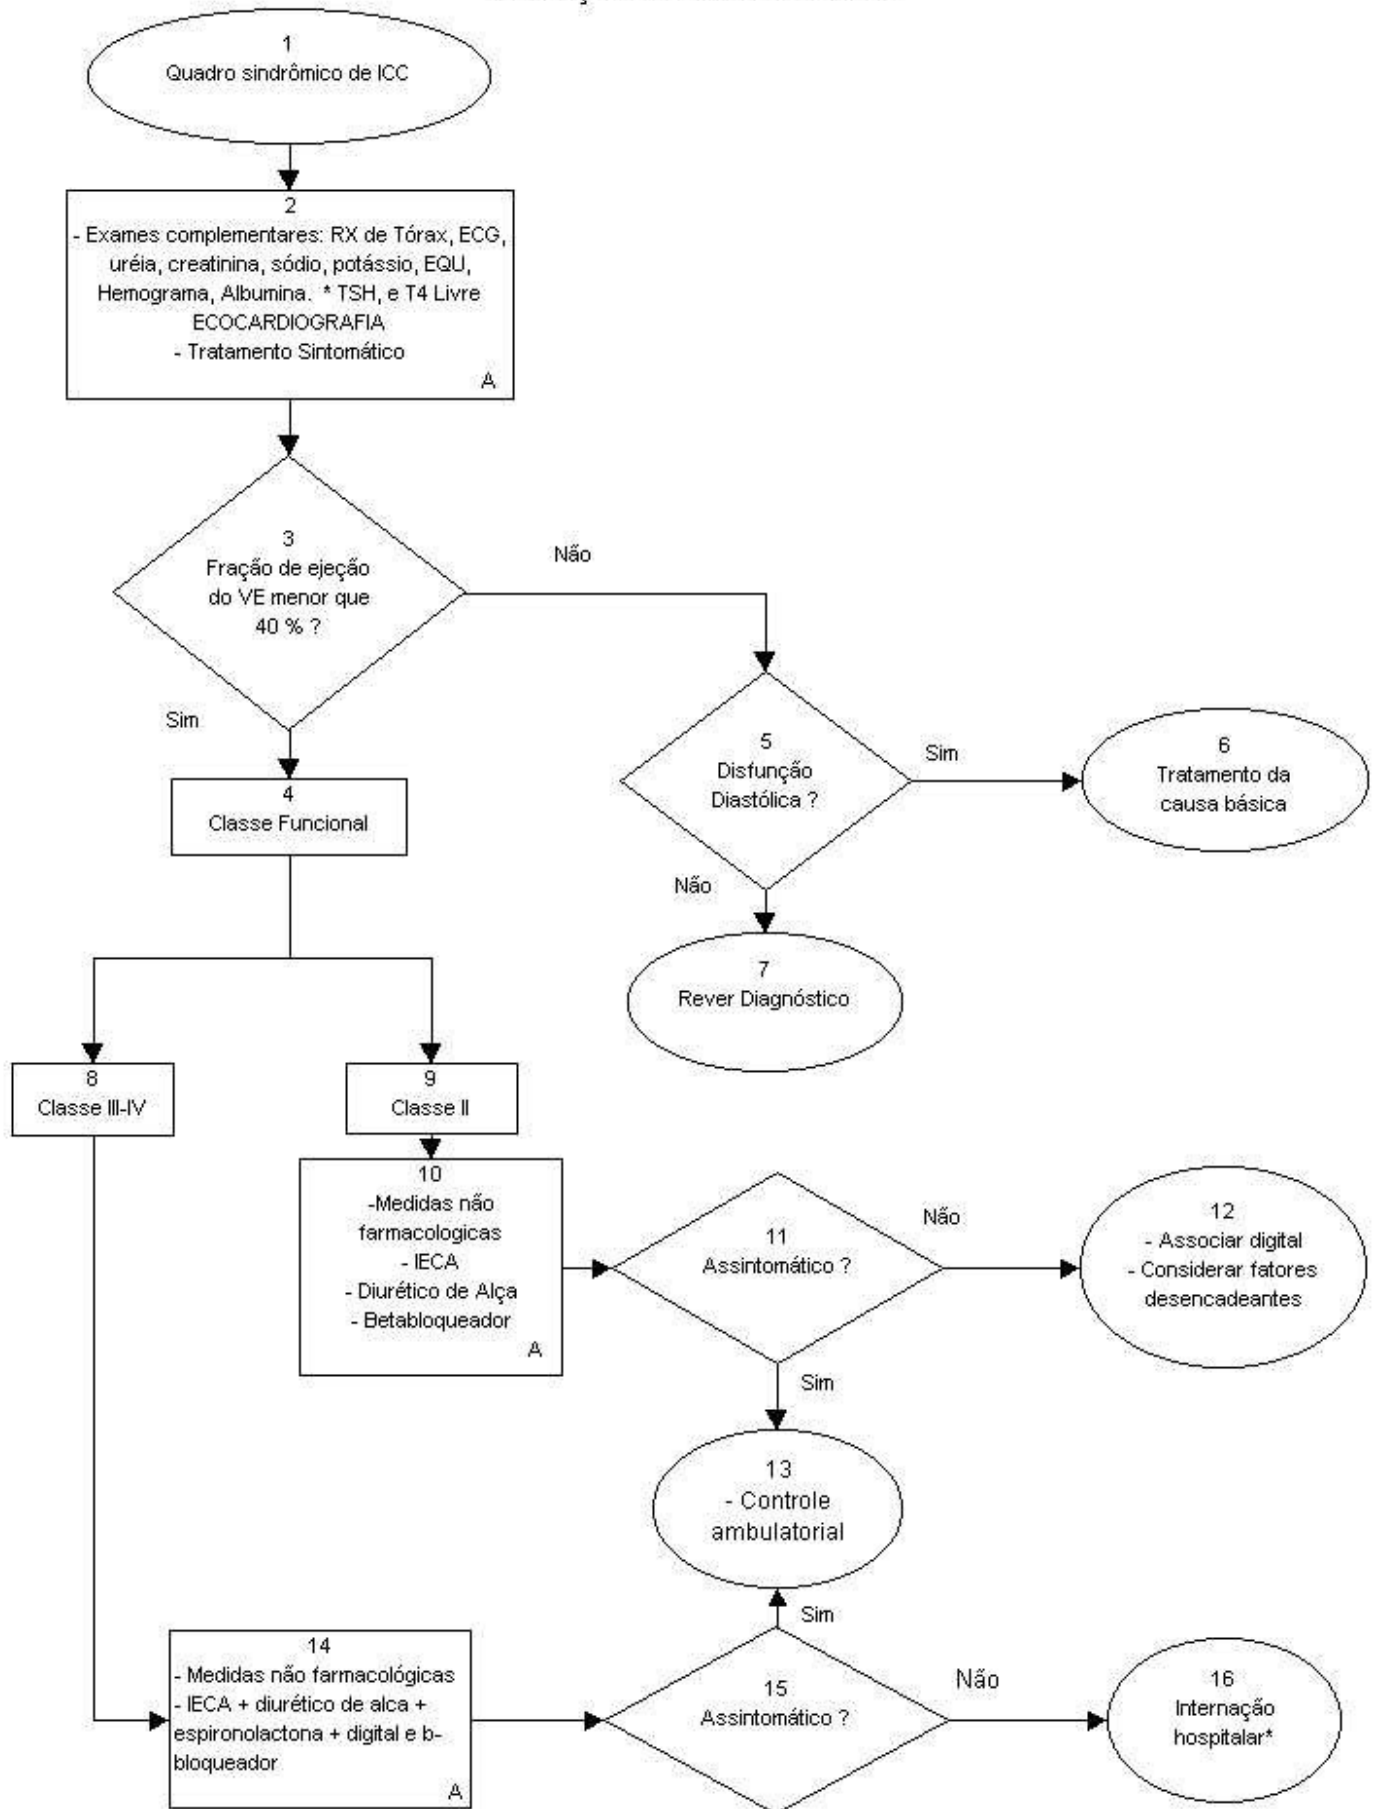 1
Quadro sindrômico de ICC
2
- Exames complementares: RX de Tórax, ECG,
uréia, creatinina, sódio, potássio, EQU,
Hemograma, Albumina. * TSH, e T4 Livre
ECOCARDIOGRAFIA
- Tratamento Sintomático
A
3
Fração de ejeção
do VE menor que
40 % ?
Não
Sim
4
Classe Funcional
5
Disfunção
Diastólica ?
Sim
6
Tratamento da
causa básica
Não
7
Rever Diagnóstico
8
Classe III-IV
9
Classe II
10
-Medidas não
farmacologicas
- IECA
- Diurético de Alça
- Betabloqueador
A
11
Assintomático ?
Não
12
- Associar digital
- Considerar fatores
desencadeantes
Sim
13
- Controle
ambulatorial
Sim
14
- Medidas não farmacológicas
- IECA + diurético de alca +
espironolactona + digital e b-
bloqueador
A
15
Assintomático ?
Não
16
Internação
hospitalar*